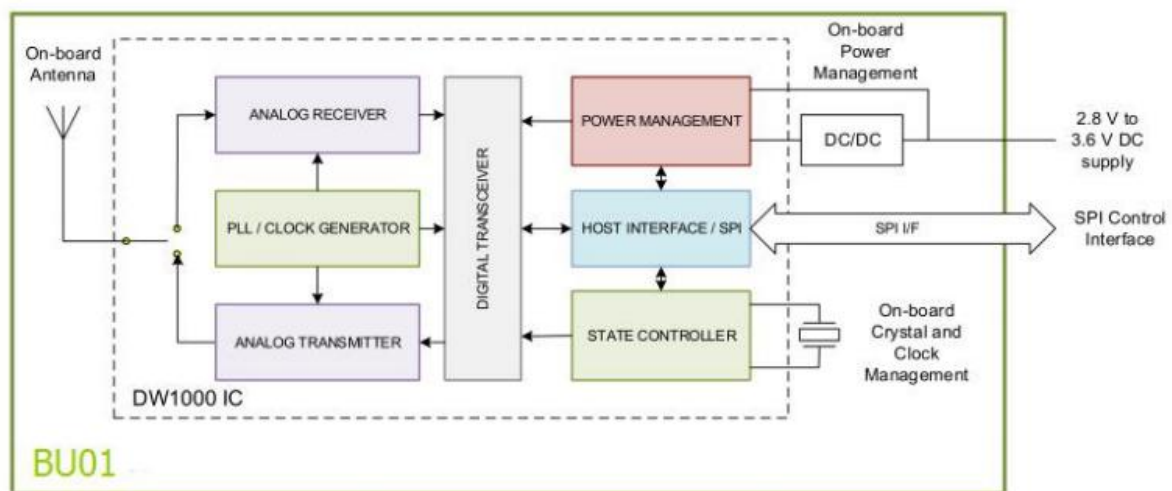 On-board
Antenna
ANALOG RECEIVER
PLL / CLOCK GENERATOR
ANALOG TRANSMITTER
DW1000 IC
DIGITAL TRANSCEIVER
POWER MANAGEMENT
HOST INTERFACE / SPI
STATE CONTROLLER
On-board
Power
Management
DC/DC
2.8 V to
3.6 V DC
supply
SPI I/F
SPI Control
Interface
On-board
Crystal and
Clock
Management
BU01